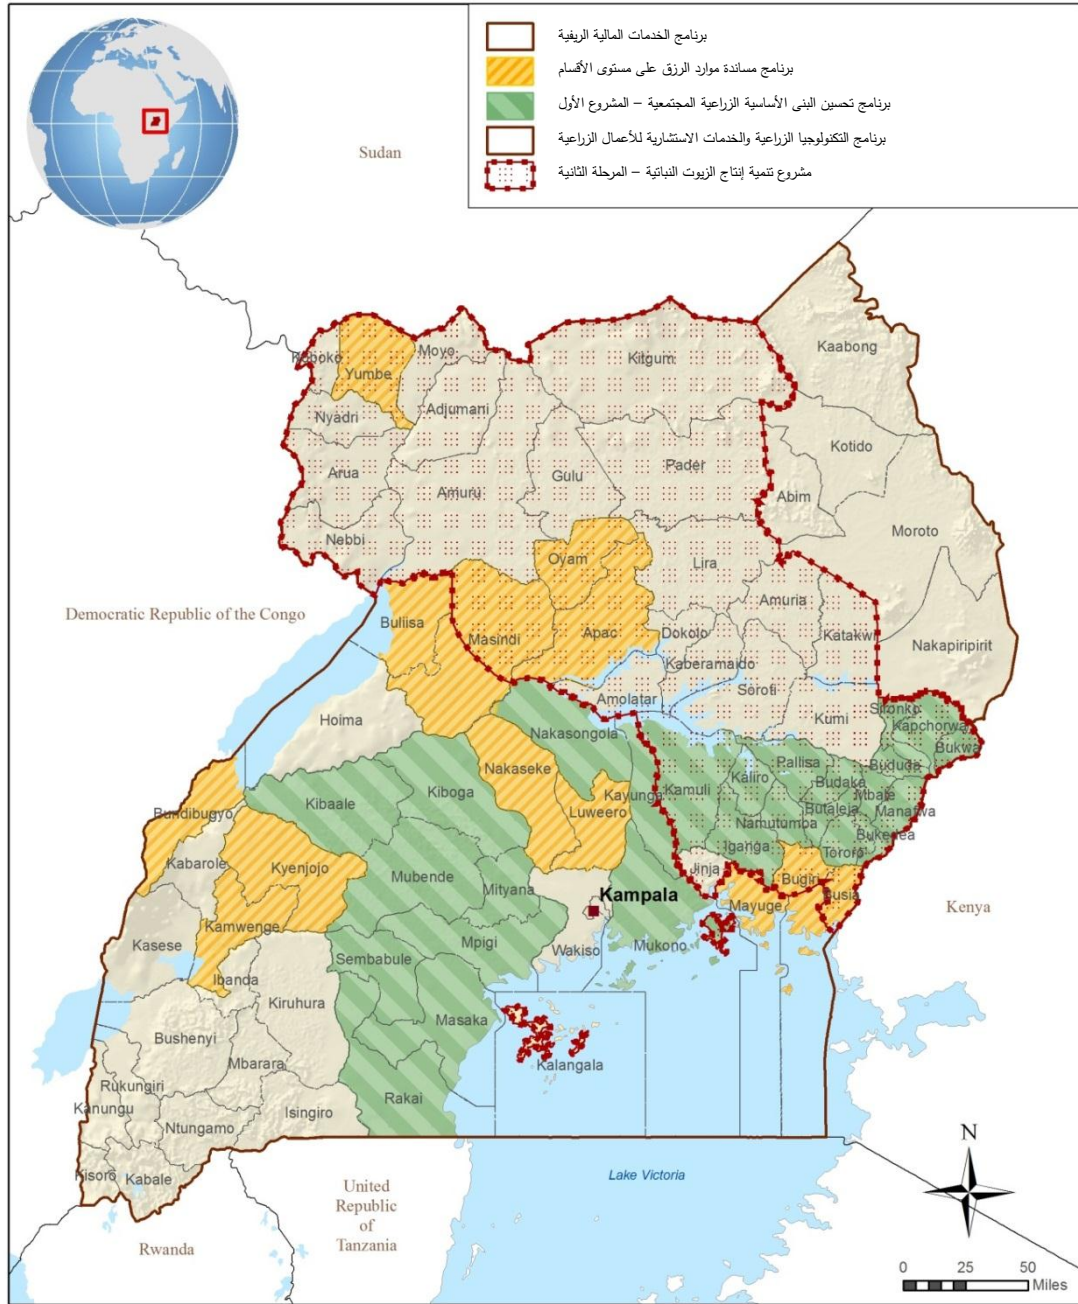 برنامج الخدمات المالية الريفية
برنامج مساندة موارد الرزق على مستوى الأقسام
برنامج تحسين البنى الأساسية الزراعية المجتمعية – المشروع الأول
برنامج التكنولوجيا الزراعية والخدمات الاستشارية للأعمال الزراعية
مشروع تنمية إنتاج الزيوت النباتية – المرحلة الثانية
Sudan
Kaabong
Koboko
Moyo
Kitgum
Yumbe
Nyadri
Adjumani
Kotido
Arua
Amuru
Gulu
Pader
Abim
Moroto
Nebbi
Oyam
Lira
Democratic Republic of the Congo
Buliisa
Masindi
Apac
Amuria
Dokolo
Katakwi
Nakapiripirit
Kaberamaido
Amolatar
Soroti
Hoima
Kumi
Sironko
Kapchorwa
Nakasongola
Bukwa
Nakaseke
Pallisa
Bududa
Kaliro
Budaka
Kibaale
Kiboga
Kayunga
Kamuli
Mbale
Bundibugyo
Luweero
Butaleja
Manafwa
Namutumba
Bukedea
Kabarole
Kyenjojo
Iganga
Tororo
Mubende
Mityana
Jinja
Bugiri
Kampala
Busia
Mayuge
Kenya
Kamwenge
Kasese
Mpigi
Wakiso
Mukono
Sembabule
Ibanda
Kiruhura
Masaka
Bushenyi
Mbarara
Kalangala
Rukungiri
Rakai
Kanungu
Isingiro
Ntungamo
Kisoro
Kabale
N
Lake Victoria
United
Republic
of
Tanzania
Rwanda
0 25 50
Miles